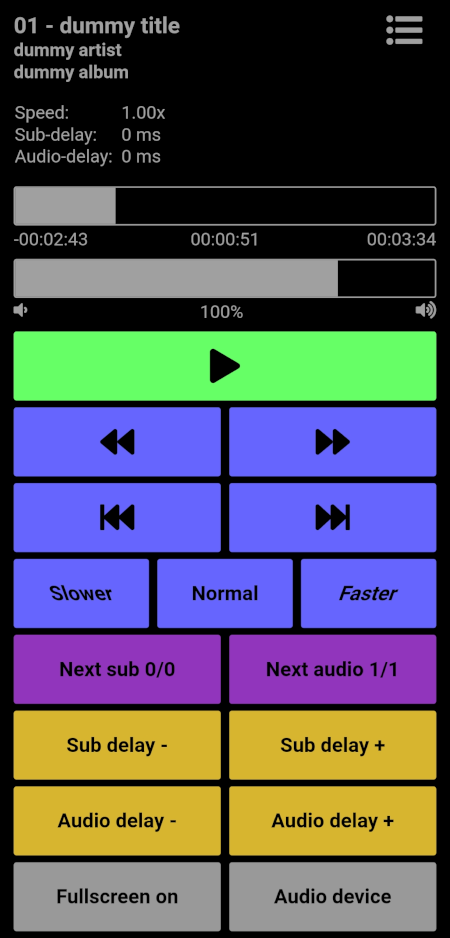 01 - dummy title
dummy artist
dummy album
Speed: 1.00x
Sub-delay: 0 ms
Audio-delay: 0 ms
-00:02:43 00:00:51 00:03:34
100%
Slower Normal Faster
Next sub 0/0 Next audio 1/1
Sub delay - Sub delay +
Audio delay - Audio delay +
Fullscreen on Audio device